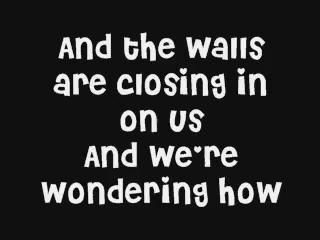 And the walls
are closing in
on us
And we're
wondering how